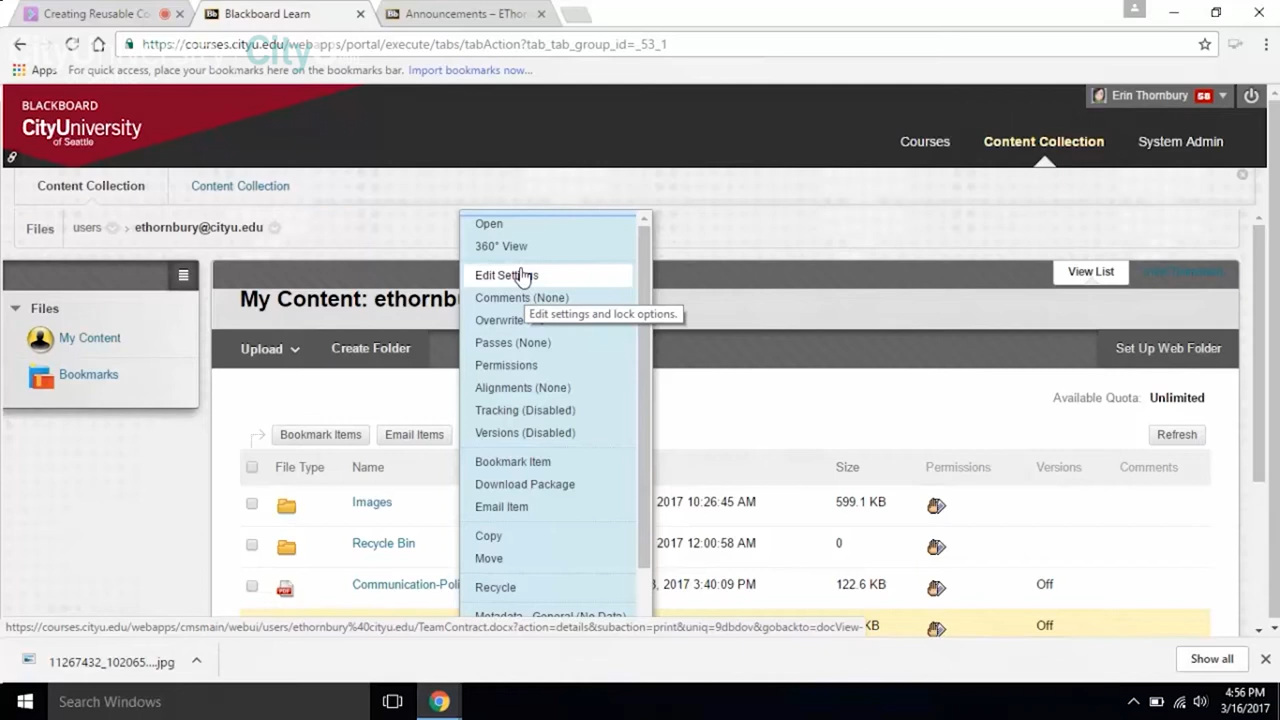 Creating Reusable Co
Blackboard Learn
Announcements – EThor
https://courses.cityu.edu/webapps/portal/execute/tabs/tabAction?tab_tab_group_id=_53_1
Apps
For quick access, place your bookmarks here on the bookmarks bar. Import bookmarks now...
BLACKBOARD
CityUniversity
of Seattle
Erin Thornbury 58
Courses
Content Collection
System Admin
Content Collection
Content Collection
Files
users
ethornbury@cityu.edu
Files
My Content
Bookmarks
My Content: ethornbu
View List
Upload
Create Folder
Set Up Web Folder
Available Quota: Unlimited
Bookmark Items
Email Items
Refresh
File Type
Name
Size
Permissions
Versions
Comments
Images
2017 10:26:45 AM
599.1 KB
Recycle Bin
2017 12:00:58 AM
0
Communication-Poli
3, 2017 3:40:09 PM
122.6 KB
Off
KB
Off
Open
360° View
Edit Settings
Comments (None)
Edit settings and lock options.
Overwrite
Passes (None)
Permissions
Alignments (None)
Tracking (Disabled)
Versions (Disabled)
Bookmark Item
Download Package
Email Item
Copy
Move
Recycle
Metadata - General (No Data)
https://courses.cityu.edu/webapps/cmsmain/webui/users/ethornbury%40cityu.edu/TeamContract.docx?action=details&subaction=print&uniq=9dbdov&gobackto=docView-
11267432_102065....jpg
Show all
Search Windows
4:56 PM
3/16/2017